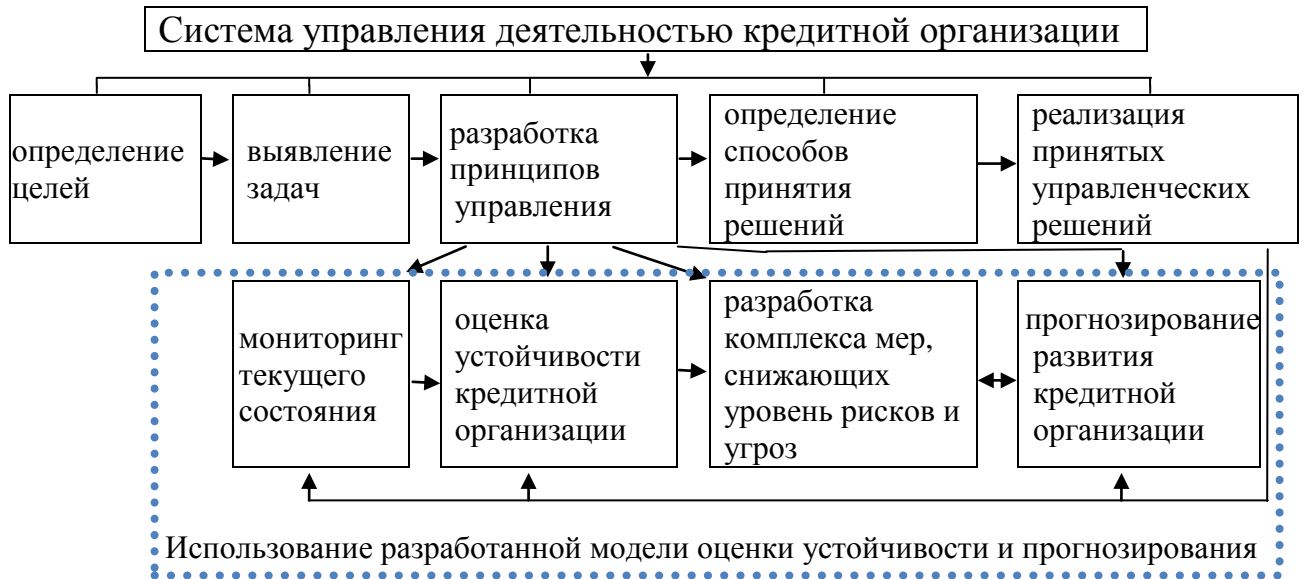 Система управления деятельностью кредитной организации
определение
целей
выявление
задач
разработка
принципов
управления
определение
способов
принятия
решений
реализация
принятых
управленческих
решений
мониторинг
текущего
состояния
оценка
устойчивости
кредитной
организации
разработка
комплекса мер,
снижающих
уровень рисков и
угроз
прогнозирование
развития
кредитной
организации
Использование разработанной модели оценки устойчивости и прогнозирования